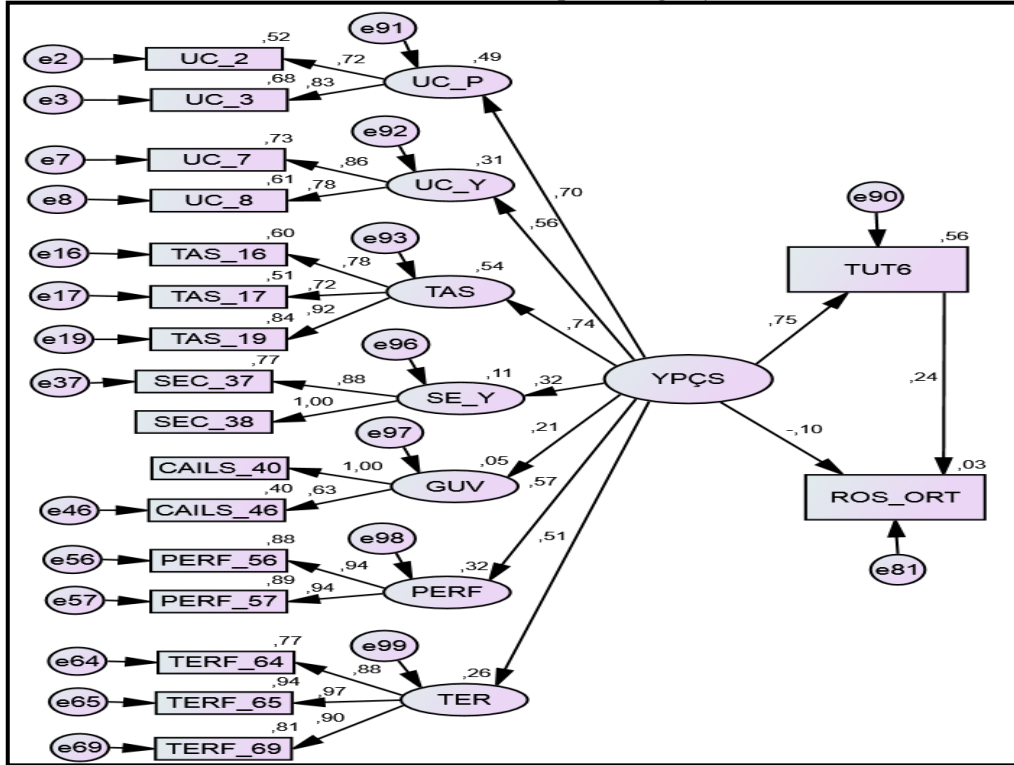 e91
,52
e2
UC_2
,72
,49
UC_P
,68
,83
e3
UC_3
e92
,73
e7
UC_7
,86
,31
UC_Y
,61
,78
e8
UC_8
,70
,56
e90
,60
e93
e16
TAS_16
,78
,54
,56
TUT6
,51
e17
TAS_17
,72
TAS
,84
,92
e19
TAS_19
,74
,75
e96
,77
e37
SEC_37
,88
,11
,32
YPÇS
,24
SE_Y
1,00
SEC_38
e97
,21
-,10
CAILS_40
1,00
,05
,57
,03
GUV
ROS_ORT
,40
,63
e46
CAILS_46
,51
e98
,88
e56
PERF_56
,94
,32
e81
,89
PERF
e57
PERF_57
,94
e99
,77
e64
TERF_64
,88
,26
,94
,97
TER
e65
TERF_65
,81
,90
e69
TERF_69